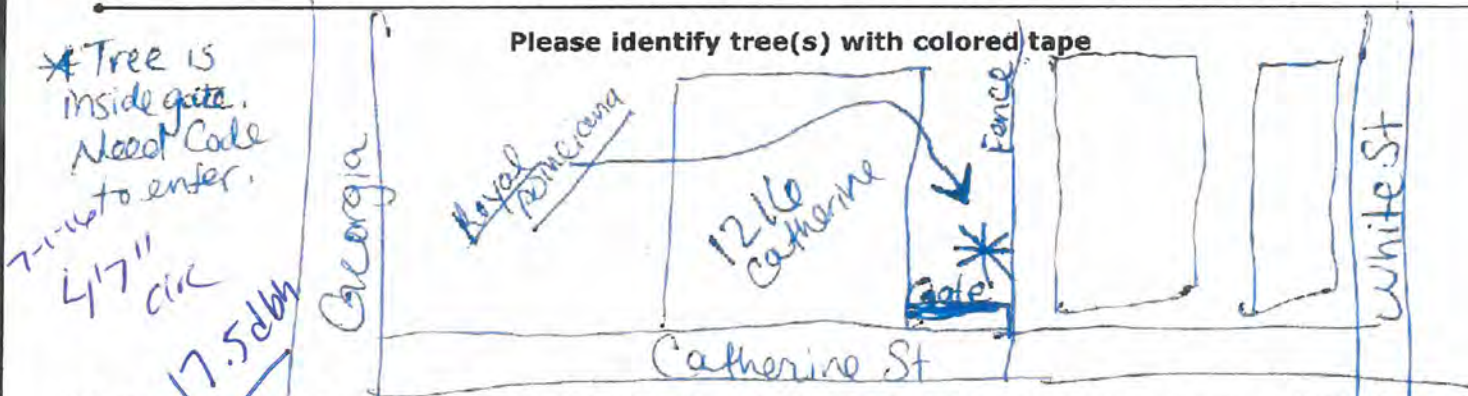 Please identify tree(s) with colored tape
* Tree is
inside gate.
Need Code
to enter.
7-1-16
4'7"
circ
17.5 dbh
Georgia
Royal
poinciana
1216
Catherine
Fence
*
Gate
White St
Catherine St